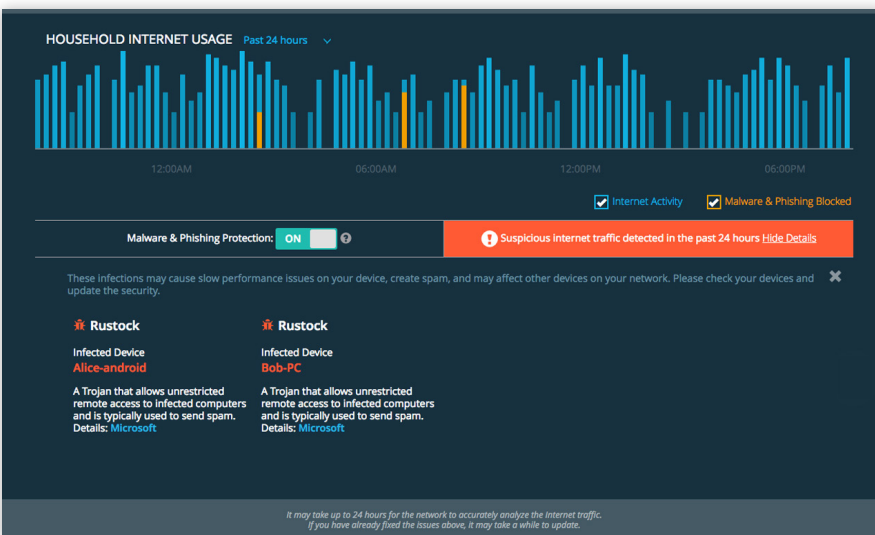 HOUSEHOLD INTERNET USAGE Past 24 hours
12:00AM 06:00AM 12:00PM 06:00PM
Internet Activity Malware & Phishing Blocked
Malware & Phishing Protection: ON ? ! Suspicious internet traffic detected in the past 24 hours Hide Details
These infections may cause slow performance issues on your device, create spam, and may affect other devices on your network. Please check your devices and
update the security.
Rustock
Infected Device
Alice-android
A Trojan that allows unrestricted
remote access to infected computers
and is typically used to send spam.
Details: Microsoft
Rustock
Infected Device
Bob-PC
A Trojan that allows unrestricted
remote access to infected computers
and is typically used to send spam.
Details: Microsoft
It may take up to 24 hours for the network to accurately analyze the Internet traffic.
If you have already fixed the issues above, it may take a while to update.